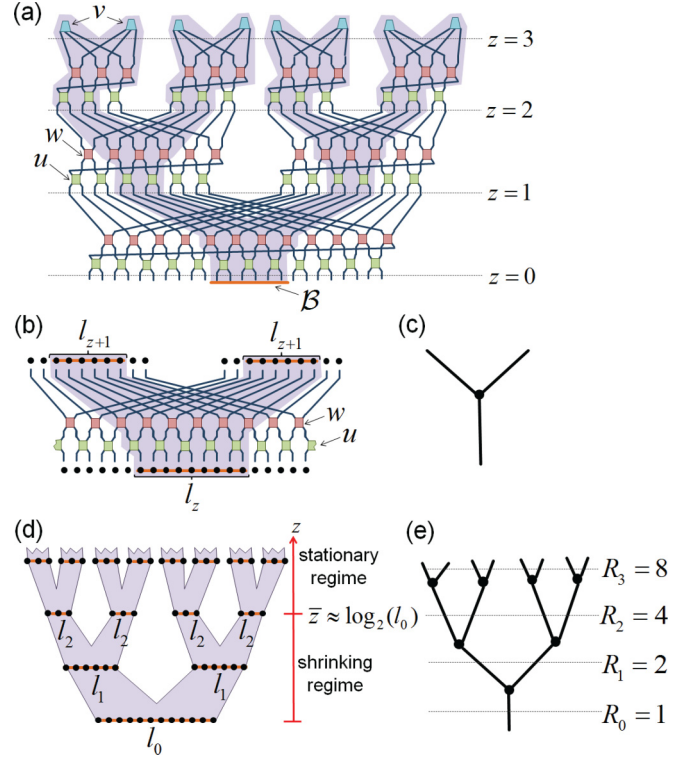 (a)
v
z = 3
z = 2
w
u
z = 1
z = 0
B
(b)
(c)
l_{z+1} l_{z+1}
w
u
l_z
(d)
(e)
z
stationary regime
R_3 = 8
z̄ ≈ log_2(l_0)
R_2 = 4
l_2 l_2 l_2 l_2
shrinking regime
R_1 = 2
l_1 l_1
R_0 = 1
l_0